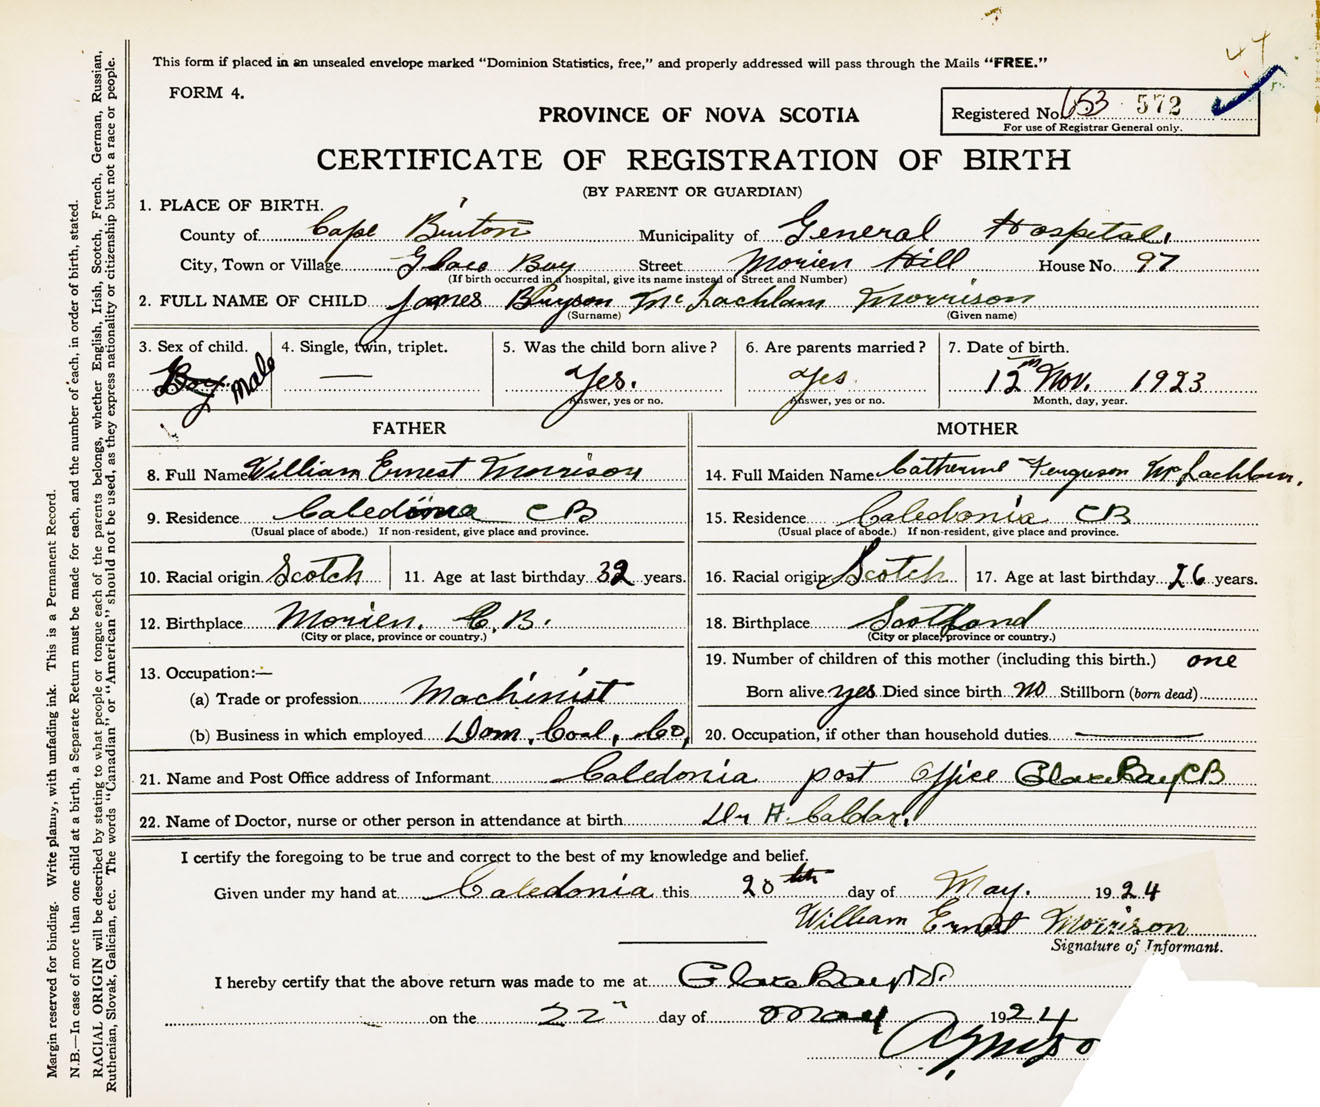 47
This form if placed in an unsealed envelope marked "Dominion Statistics, free," and properly addressed will pass through the Mails "FREE."
FORM 4.
PROVINCE OF NOVA SCOTIA
Registered No. 653 572
For use of Registrar General only.
CERTIFICATE OF REGISTRATION OF BIRTH
(BY PARENT OR GUARDIAN)
1. PLACE OF BIRTH.
County of Cape Breton Municipality of General Hospital,
City, Town or Village Glace Bay Street Morien Hill House No. 97
(If birth occurred in a hospital, give its name instead of Street and Number)
2. FULL NAME OF CHILD James Bryson McLachlan Morrison
(Surname) (Given name)
3. Sex of child. 4. Single, twin, triplet. 5. Was the child born alive? 6. Are parents married? 7. Date of birth.
Boy male — Yes. Yes 12th Nov. 1923
Answer, yes or no. Answer, yes or no. Month, day, year.
FATHER MOTHER
8. Full Name William Ernest Morrison 14. Full Maiden Name Catherine Ferguson McLachlan,
9. Residence Caledonia CB 15. Residence Caledonia CB
(Usual place of abode.) If non-resident, give place and province. (Usual place of abode.) If non-resident, give place and province.
10. Racial origin Scotch 11. Age at last birthday 32 years. 16. Racial origin Scotch 17. Age at last birthday 26 years.
12. Birthplace Morien. C.B. 18. Birthplace Scotland
(City or place, province or country.) (City or place, province or country.)
13. Occupation:— 19. Number of children of this mother (including this birth.) one
(a) Trade or profession Machinist Born alive yes Died since birth no Stillborn (born dead)
(b) Business in which employed Dom. Coal, Co, 20. Occupation, if other than household duties —
21. Name and Post Office address of Informant Caledonia post Office Glace Bay CB
22. Name of Doctor, nurse or other person in attendance at birth Dr H. Caldar.
I certify the foregoing to be true and correct to the best of my knowledge and belief.
Given under my hand at Caledonia this 20th day of May. 1924
William Ernest Morrison
Signature of Informant.
I hereby certify that the above return was made to me at Glace Bay N.S.
on the 22" day of May 1924
Margin reserved for binding. Write plainly, with unfading ink. This is a Permanent Record.
N.B.—In case of more than one child at a birth, a Separate Return must be made for each, and the number of each, in order of birth, stated.
RACIAL ORIGIN will be described by stating to what people or tongue each of the parents belongs, whether English, Irish, Scotch, French, German, Russian,
Ruthenian, Slovak, Galician, etc. The words "Canadian" or "American" should not be used, as they express nationality or citizenship but not a race or people.